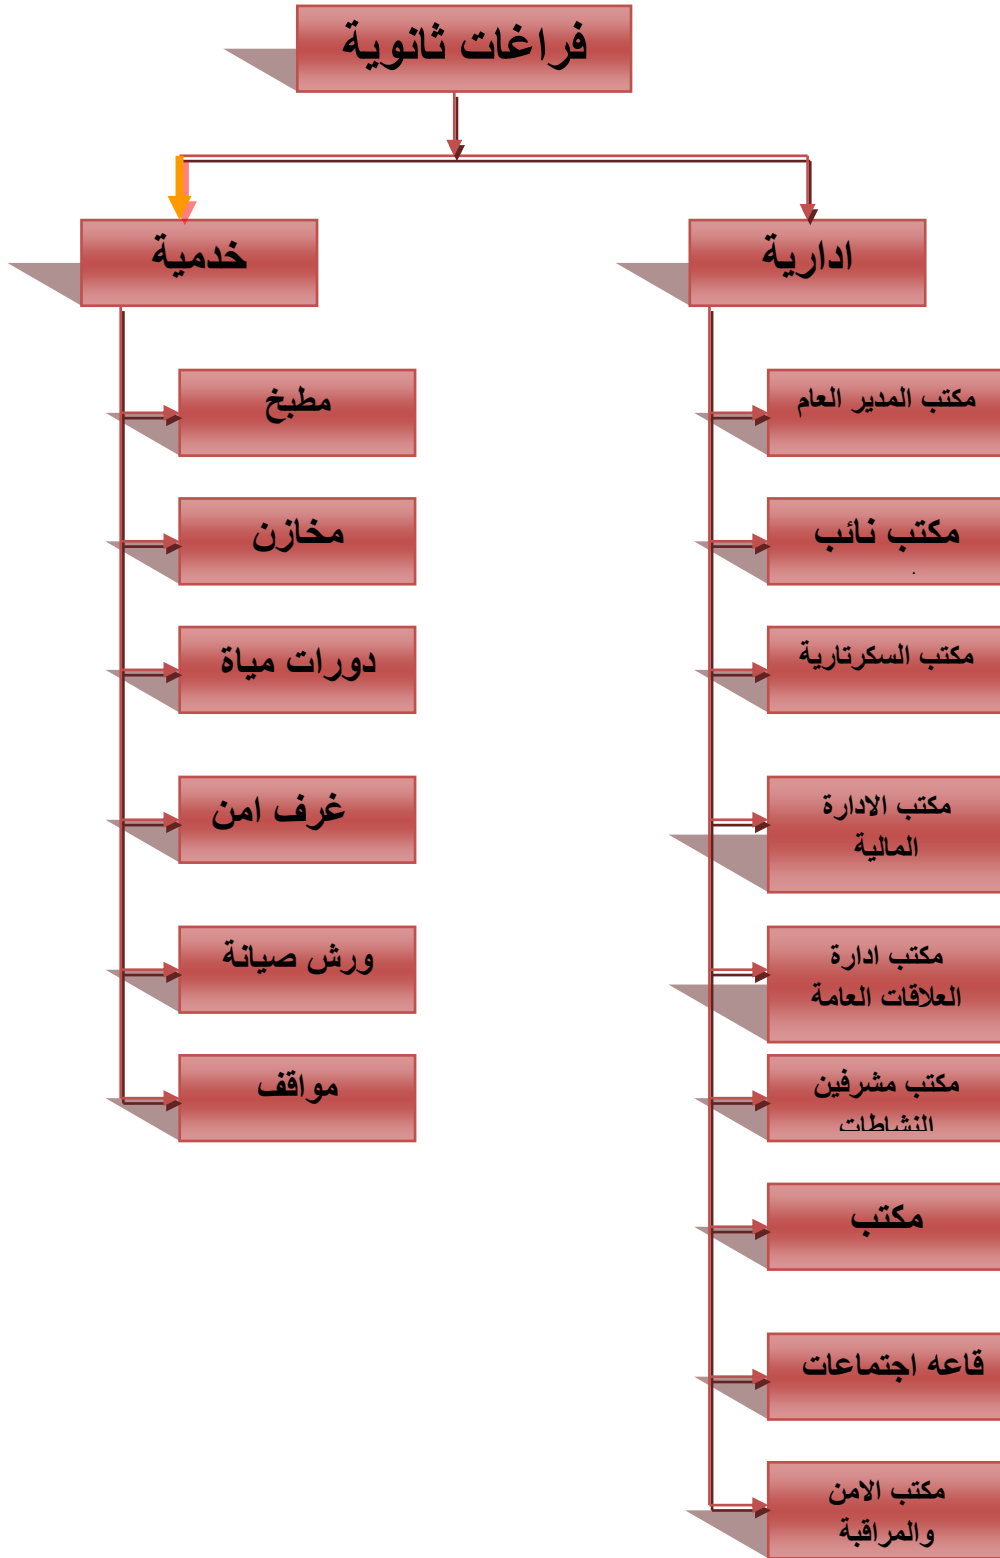 فراغات ثانوية
ادارية
مكتب المدير العام
مكتب نائب
مكتب السكرتارية
مكتب الادارة
المالية
مكتب ادارة
العلاقات العامة
مكتب مشرفين
النشاطات
مكتب
قاعه اجتماعات
مكتب الامن
والمراقبة
خدمية
مطبخ
مخازن
دورات مياة
غرف امن
ورش صيانة
مواقف